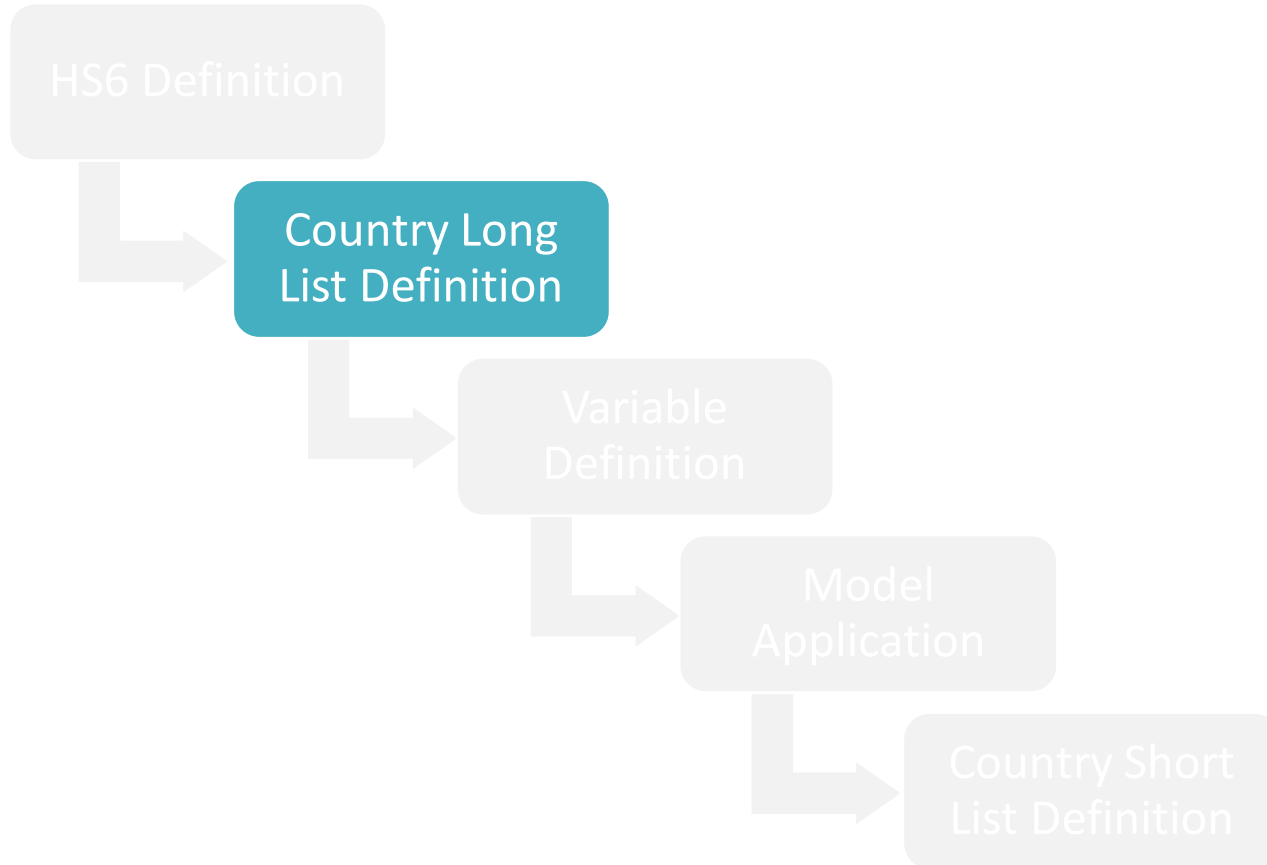 HS6 Definition
Country Long
List Definition
Variable
Definition
Model
Application
Country Short
List Definition